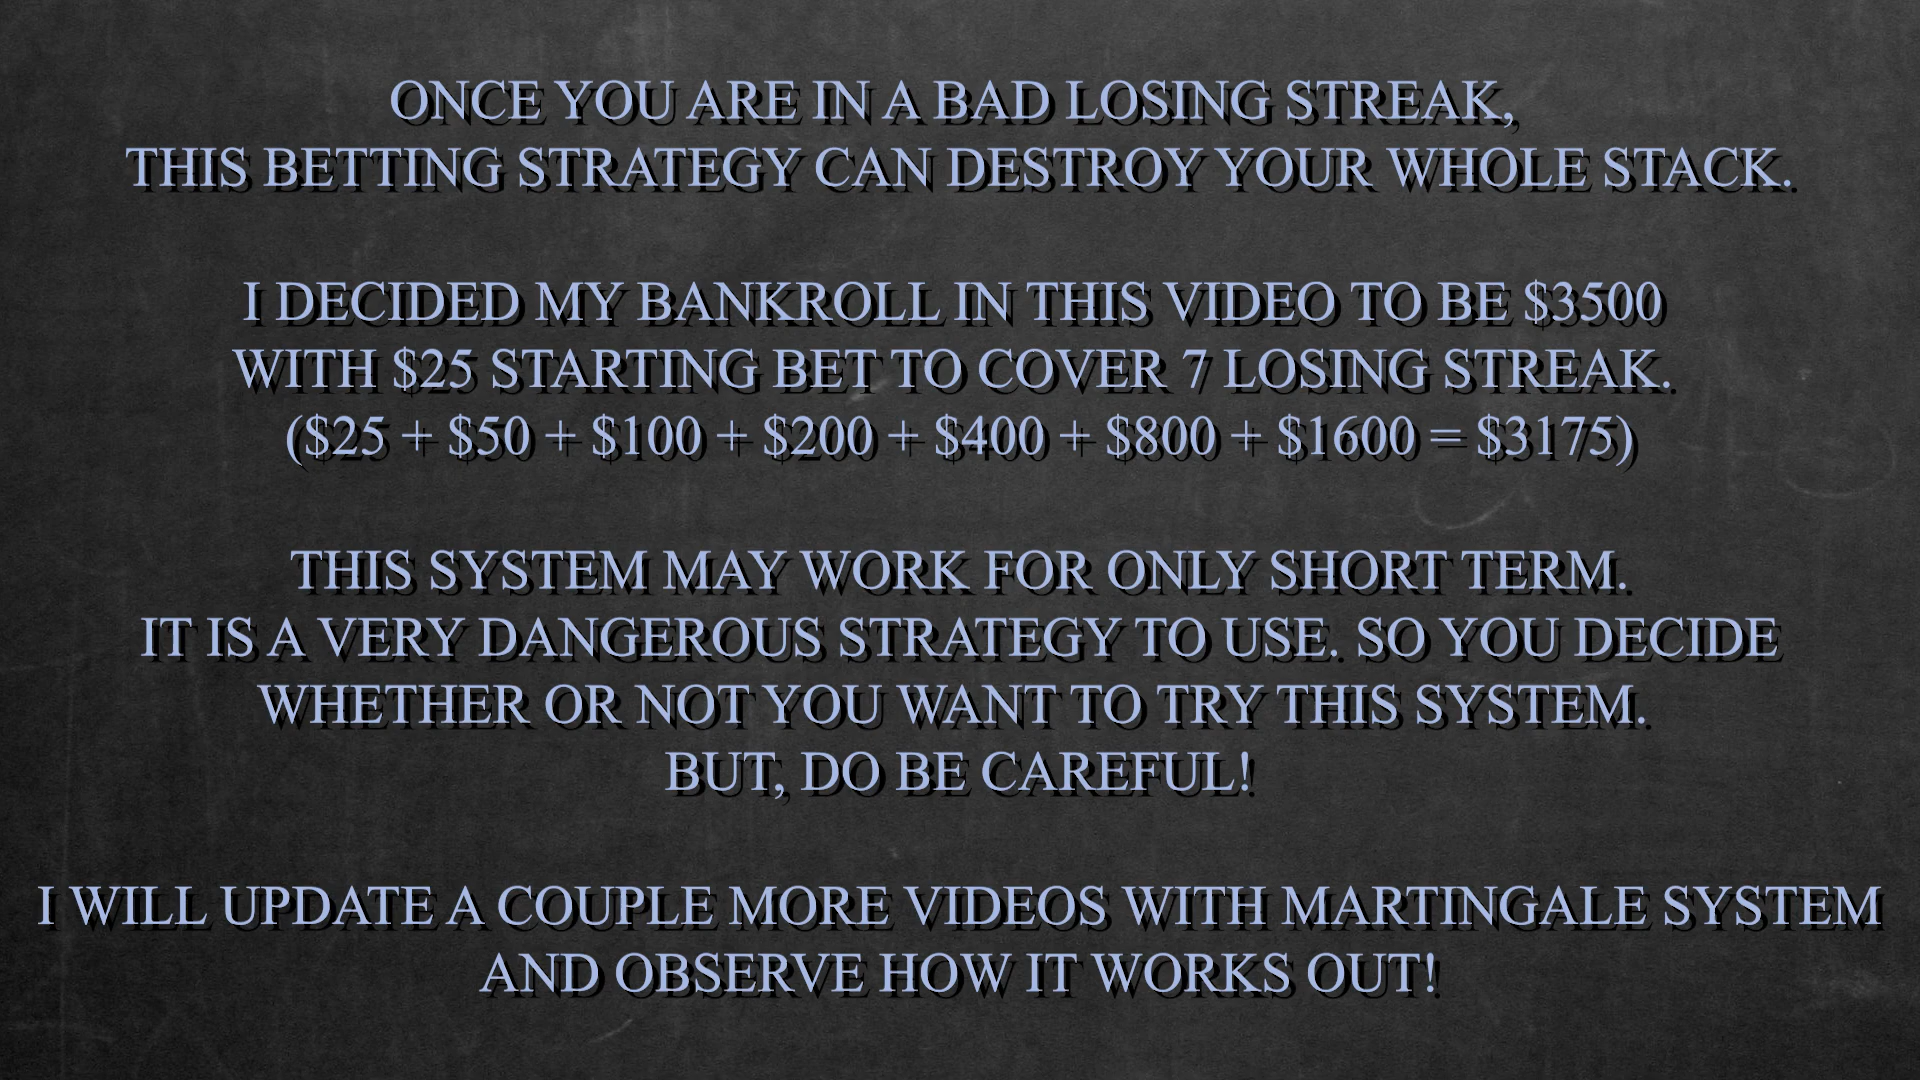 ONCE YOU ARE IN A BAD LOSING STREAK,
THIS BETTING STRATEGY CAN DESTROY YOUR WHOLE STACK.
I DECIDED MY BANKROLL IN THIS VIDEO TO BE $3500
WITH $25 STARTING BET TO COVER 7 LOSING STREAK.
($25 + $50 + $100 + $200 + $400 + $800 + $1600 = $3175)
THIS SYSTEM MAY WORK FOR ONLY SHORT TERM.
IT IS A VERY DANGEROUS STRATEGY TO USE. SO YOU DECIDE
WHETHER OR NOT YOU WANT TO TRY THIS SYSTEM.
BUT, DO BE CAREFUL!
I WILL UPDATE A COUPLE MORE VIDEOS WITH MARTINGALE SYSTEM
AND OBSERVE HOW IT WORKS OUT!